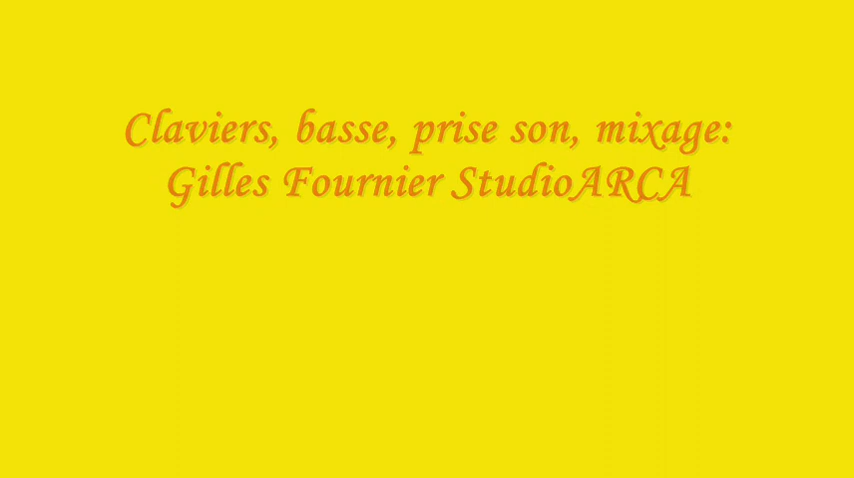 Claviers, basse, prise son, mixage:
Gilles Fournier StudioARCA